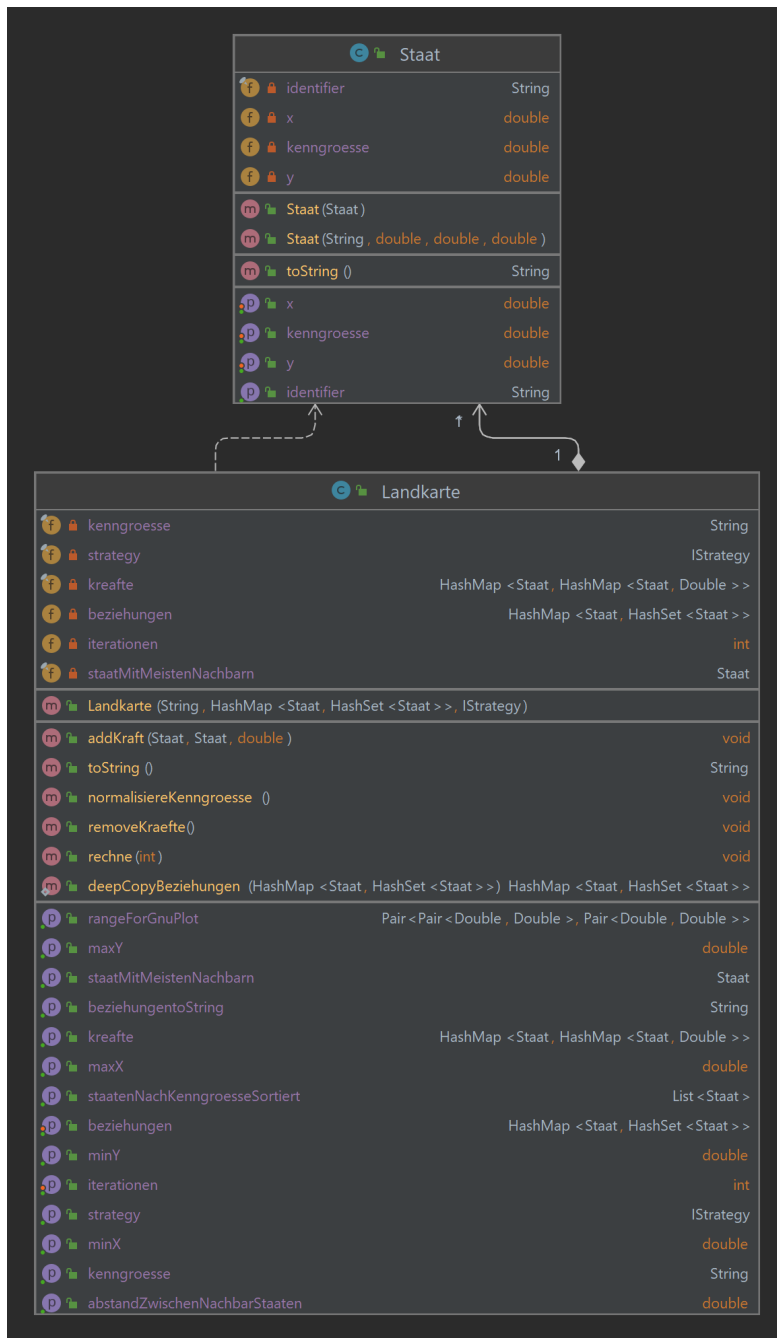 Staat
identifier String
x double
kenngroesse double
y double
Staat (Staat)
Staat (String, double, double, double)
toString () String
x double
kenngroesse double
y double
identifier String
1
Landkarte
kenngroesse String
strategy IStrategy
kreafte HashMap <Staat, HashMap <Staat, Double >>
beziehungen HashMap <Staat, HashSet <Staat >>
iterationen int
staatMitMeistenNachbarn Staat
Landkarte (String, HashMap <Staat, HashSet <Staat >>, IStrategy)
addKraft (Staat, Staat, double) void
toString () String
normalisiereKenngroesse () void
removeKraefte() void
rechne (int) void
deepCopyBeziehungen (HashMap <Staat, HashSet <Staat >>) HashMap <Staat, HashSet <Staat >>
rangeForGnuPlot Pair <Pair <Double, Double >, Pair <Double, Double >>
maxY double
staatMitMeistenNachbarn Staat
beziehungentoString String
kreafte HashMap <Staat, HashMap <Staat, Double >>
maxX double
staatenNachKenngroesseSortiert List <Staat >
beziehungen HashMap <Staat, HashSet <Staat >>
minY double
iterationen int
strategy IStrategy
minX double
kenngroesse String
abstandZwischenNachbarStaaten double